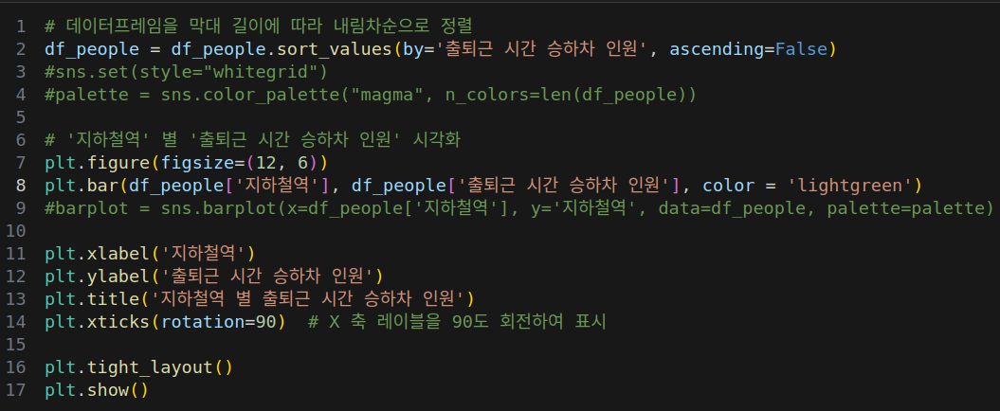 1 # 데이터프레임을 막대 길이에 따라 내림차순으로 정렬
2 df_people = df_people.sort_values(by='출퇴근 시간 승하차 인원', ascending=False)
3 #sns.set(style="whitegrid")
4 #palette = sns.color_palette("magma", n_colors=len(df_people))
5
6 # '지하철역' 별 '출퇴근 시간 승하차 인원' 시각화
7 plt.figure(figsize=(12, 6))
8 plt.bar(df_people['지하철역'], df_people['출퇴근 시간 승하차 인원'], color = 'lightgreen')
9 #barplot = sns.barplot(x=df_people['지하철역'], y='지하철역', data=df_people, palette=palette)
10
11 plt.xlabel('지하철역')
12 plt.ylabel('출퇴근 시간 승하차 인원')
13 plt.title('지하철역 별 출퇴근 시간 승하차 인원')
14 plt.xticks(rotation=90)  # X 축 레이블을 90도 회전하여 표시
15
16 plt.tight_layout()
17 plt.show()